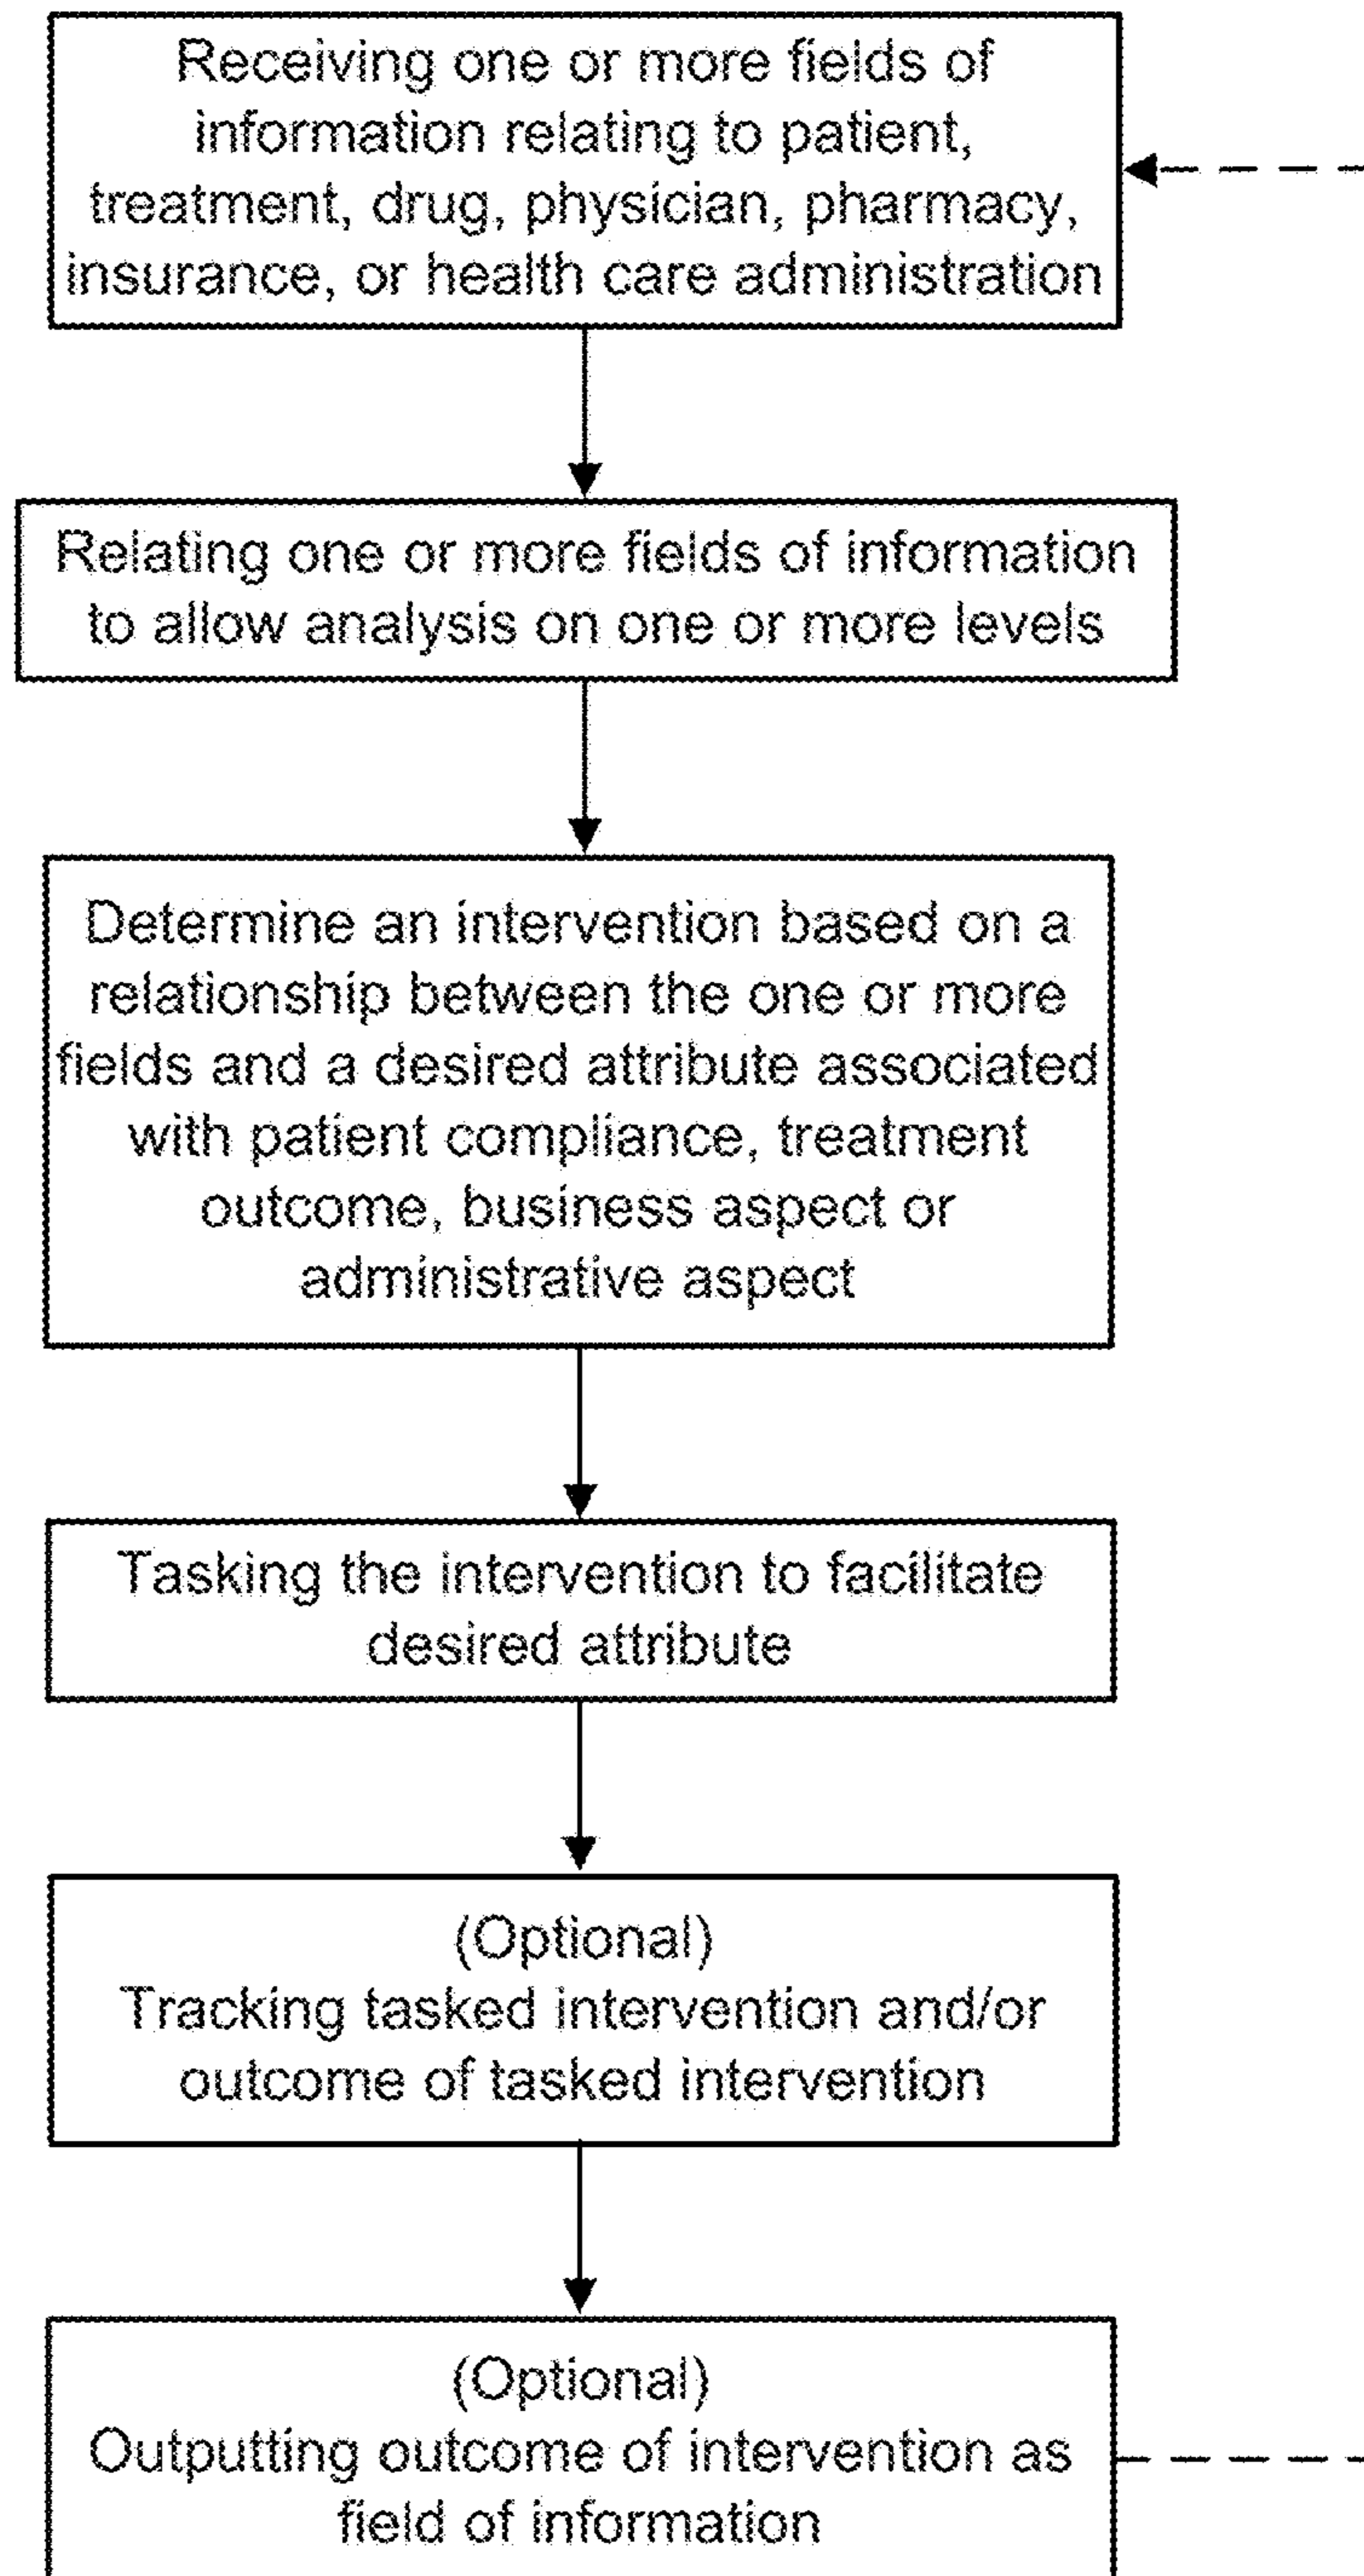 Receiving one or more fields of
information relating to patient,
treatment, drug, physician, pharmacy,
insurance, or health care administration
Relating one or more fields of information
to allow analysis on one or more levels
Determine an intervention based on a
relationship between the one or more
fields and a desired attribute associated
with patient compliance, treatment
outcome, business aspect or
administrative aspect
Tasking the intervention to facilitate
desired attribute
(Optional)
Tracking tasked intervention and/or
outcome of tasked intervention
(Optional)
Outputting outcome of intervention as
field of information